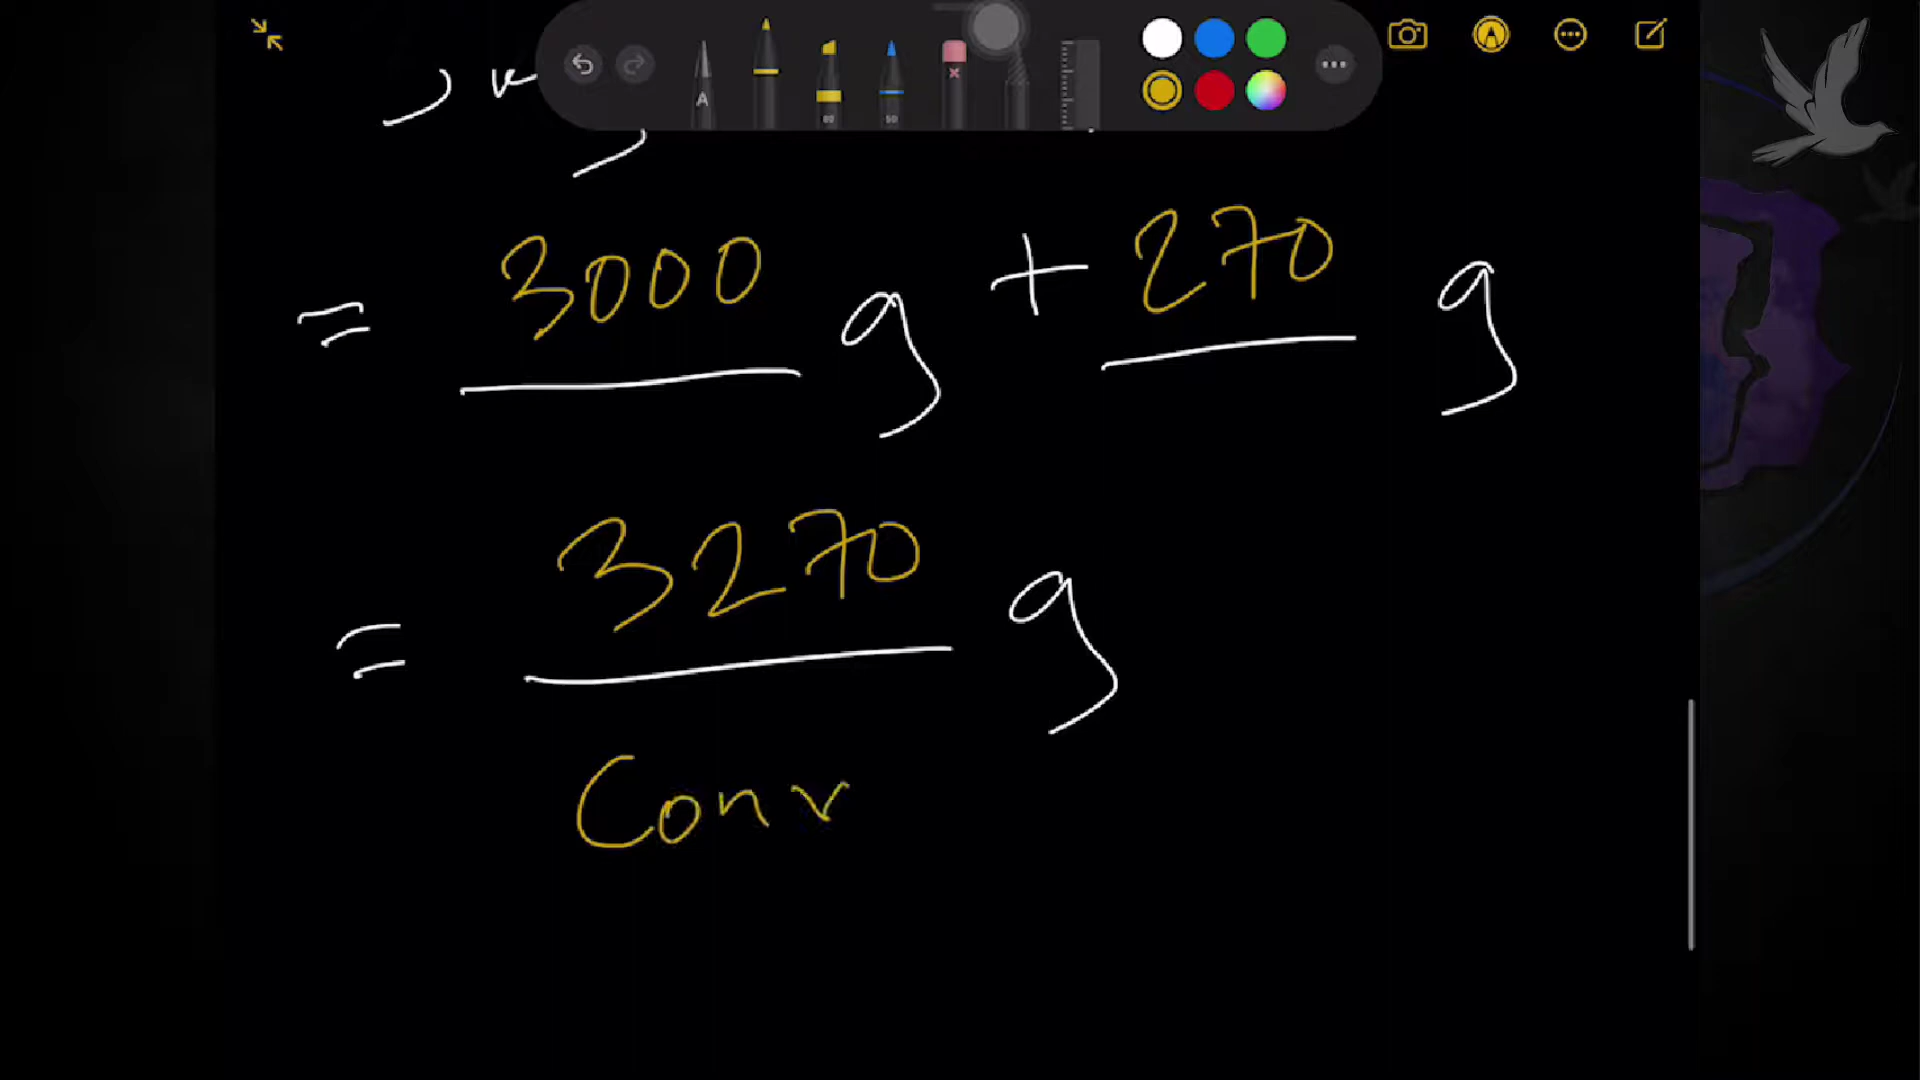 = 3000 g + 270 g
= 3270 g
Conv